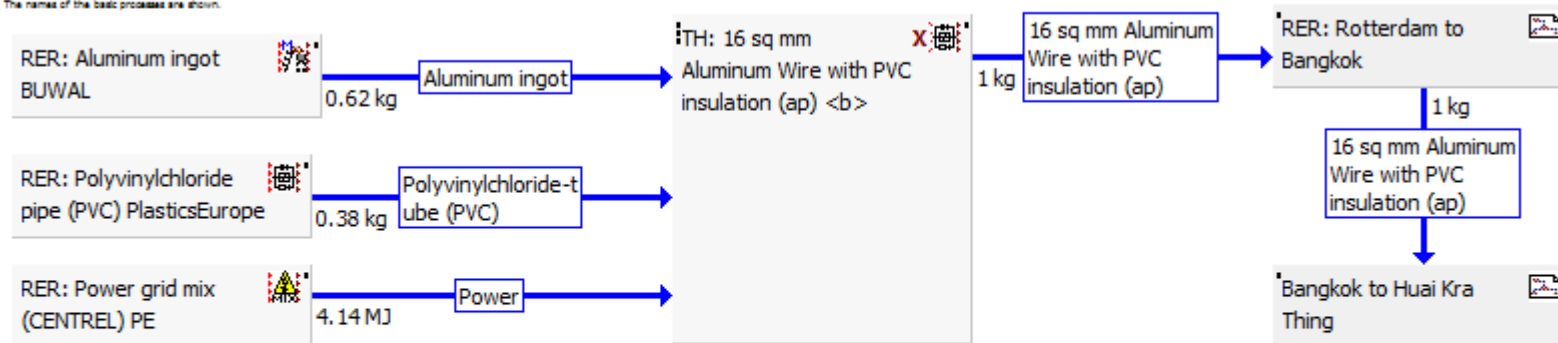 The names of the basic processes are shown.
RER: Aluminum ingot
BUWAL
0.62 kg
Aluminum ingot
RER: Polyvinylchloride
pipe (PVC) PlasticsEurope
0.38 kg
Polyvinylchloride-t
ube (PVC)
RER: Power grid mix
(CENTREL) PE
4.14 MJ
Power
TH: 16 sq mm
Aluminum Wire with PVC
insulation (ap) <b>
X
1 kg
16 sq mm Aluminum
Wire with PVC
insulation (ap)
RER: Rotterdam to
Bangkok
1 kg
16 sq mm Aluminum
Wire with PVC
insulation (ap)
Bangkok to Huai Kra
Thing